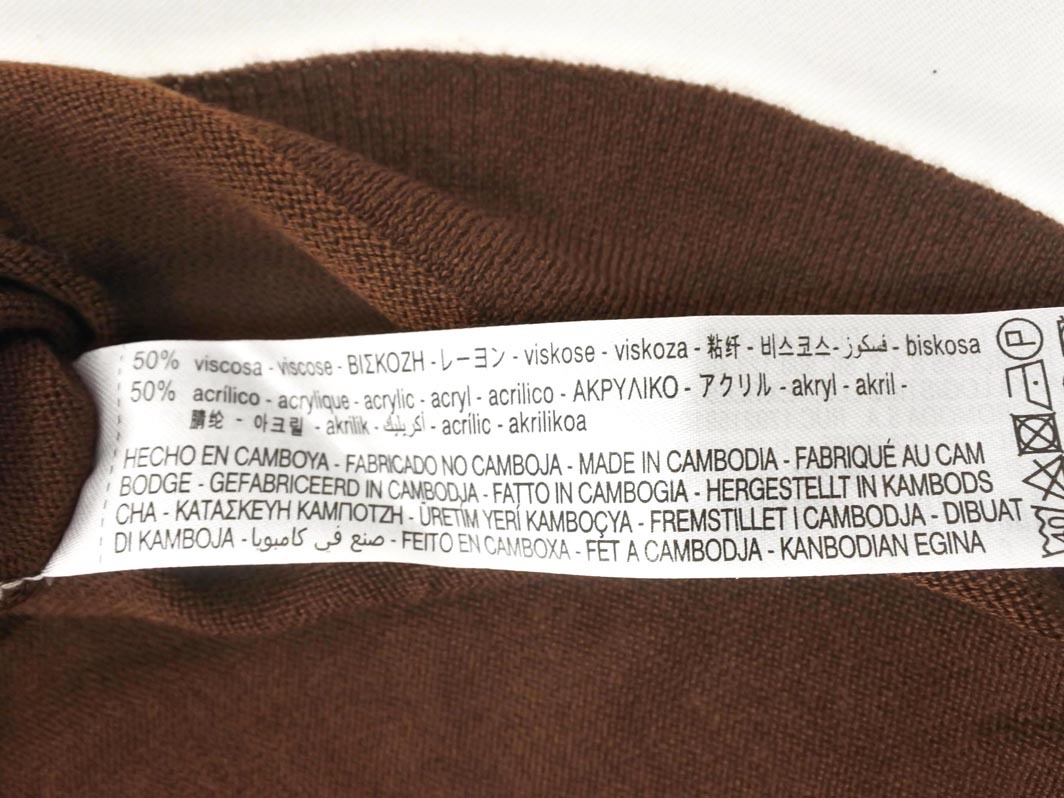 50% viscosa - viscose - ΒΙΣΚΟΖΗ - レーヨン - viskose - viskoza - 粘纤 - 비스코스 - فسكوز - biskosa
50% acrílico - acrylique - acrylic - acryl - acrilico - ΑΚΡΥΛΙΚΟ - アクリル - akryl - akril -
腈纶 - 아크릴 - akrilik - أكريليك - acrílic - akrilikoa
HECHO EN CAMBOYA - FABRICADO NO CAMBOJA - MADE IN CAMBODIA - FABRIQUÉ AU CAM
BODGE - GEFABRICEERD IN CAMBODJA - FATTO IN CAMBOGIA - HERGESTELLT IN KAMBODS
CHA - ΚΑΤΑΣΚΕΥΗ ΚΑΜΠΟΤΖΗ - ÜRETİM YERİ KAMBOÇYA - FREMSTILLET I CAMBODJA - DIBUAT
DI KAMBOJA - صنع في كامبوديا - FEITO EN CAMBOXA - FET A CAMBODJA - KANBODIAN EGINA
P